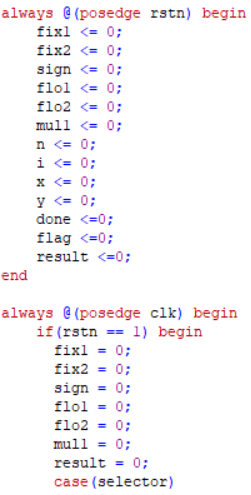 always @(posedge rstn) begin
fix1 <= 0;
fix2 <= 0;
sign <= 0;
flo1 <= 0;
flo2 <= 0;
mul1 <= 0;
n <= 0;
i <= 0;
x <= 0;
y <= 0;
done <=0;
flag <=0;
result <=0;
end
always @(posedge clk) begin
if(rstn == 1) begin
fix1 = 0;
fix2 = 0;
sign = 0;
flo1 = 0;
flo2 = 0;
mul1 = 0;
result = 0;
case(selector)